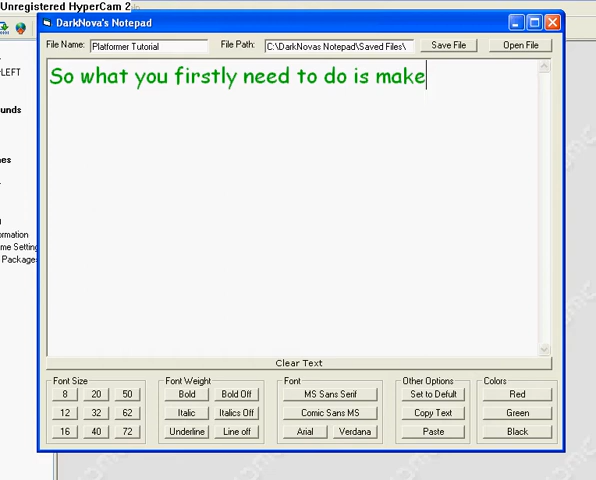 Unregistered HyperCam 2
DarkNova's Notepad
File Name: Platformer Tutorial File Path: C:\DarkNovas Notepad\Saved Files\ Save File Open File
So what you firstly need to do is make
LEFT
unds
nes
rmation
me Setting
Packages
Clear Text
Font Size Font Weight Font Other Options Colors
8 20 50 Bold Bold Off MS Sans Serif Set to Defult Red
12 32 62 Italic Italics Off Comic Sans MS Copy Text Green
16 40 72 Underline Line off Arial Verdana Paste Black